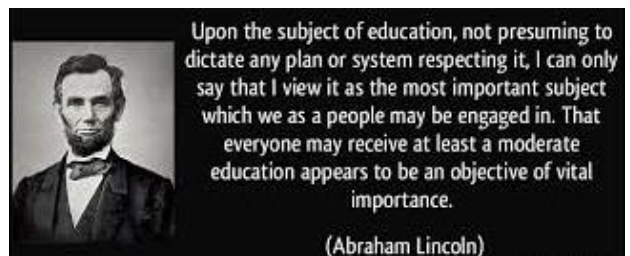 Upon the subject of education, not presuming to
dictate any plan or system respecting it, I can only
say that I view it as the most important subject
which we as a people may be engaged in. That
everyone may receive at least a moderate
education appears to be an objective of vital
importance.
(Abraham Lincoln)